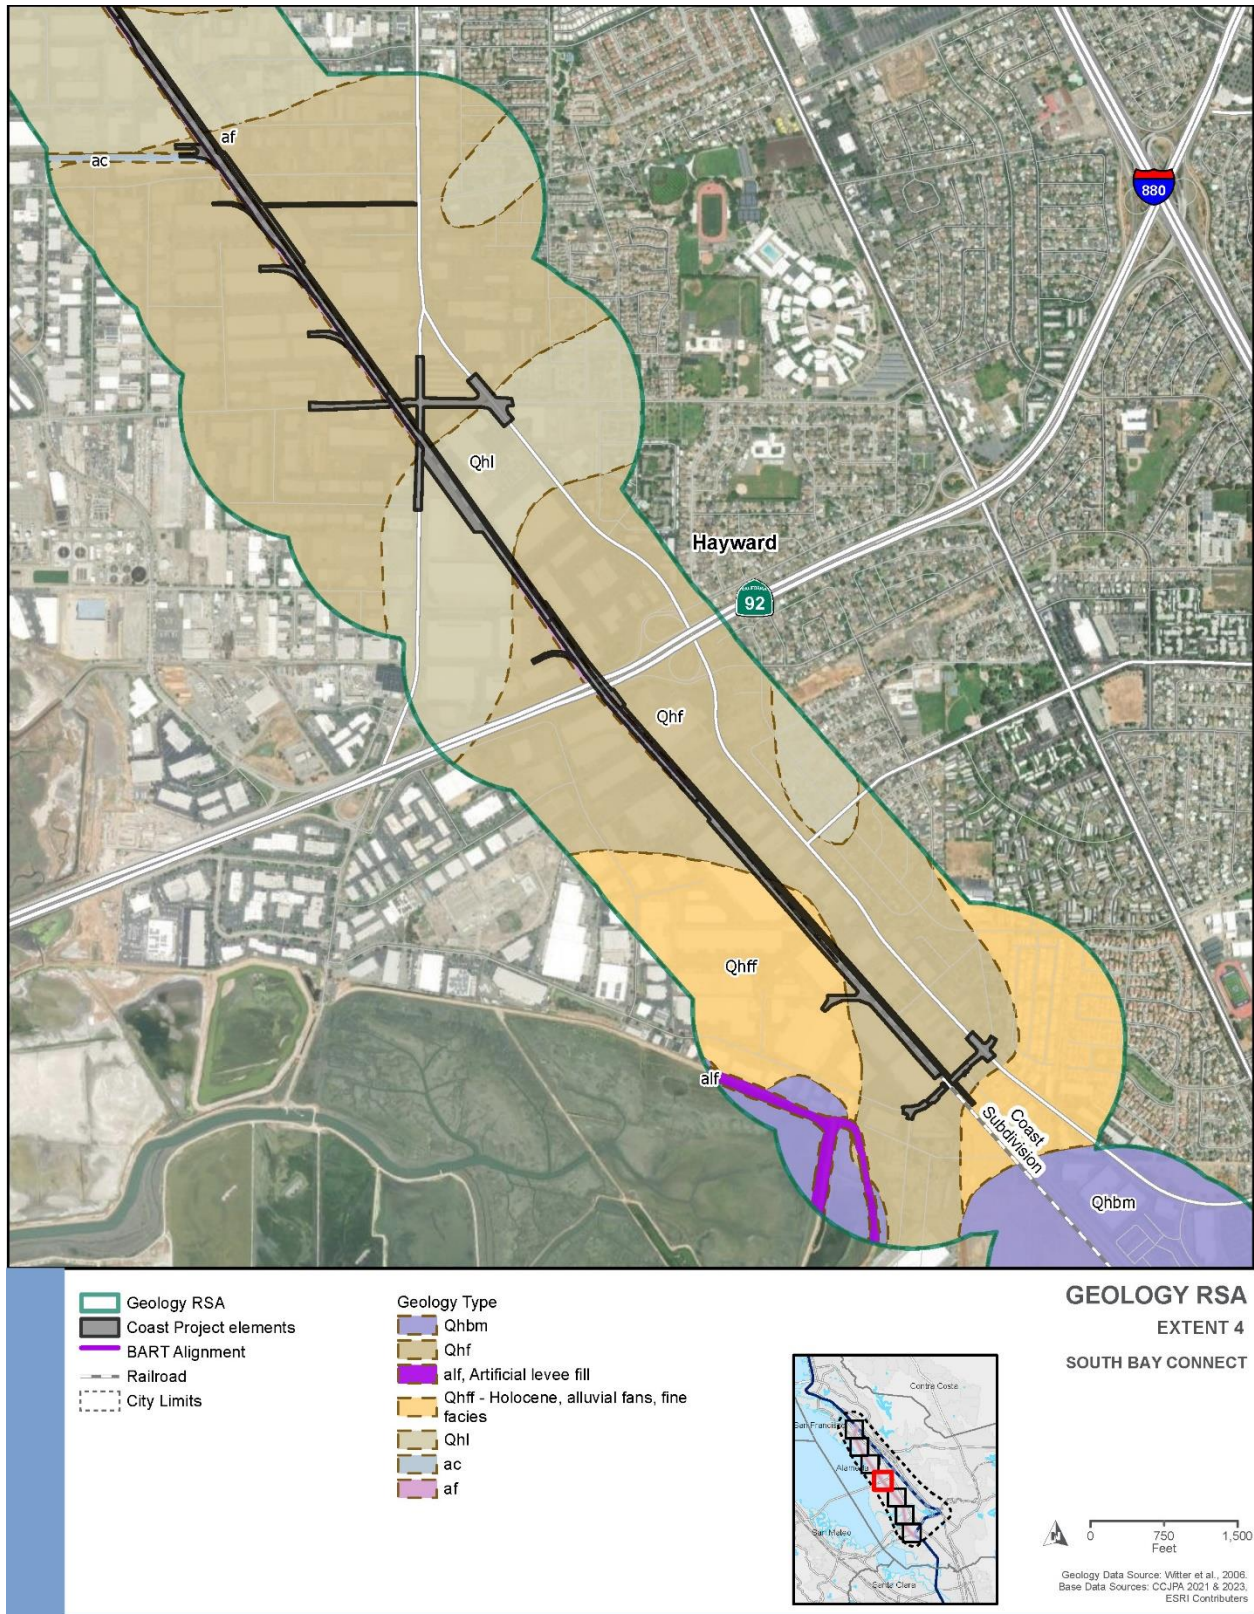 af
ac
880
Qhl
Hayward
CALIFORNIA
92
Qhf
Qhff
alf
Coast
Subdivision
Qhbm
Geology RSA
Coast Project elements
BART Alignment
Railroad
City Limits
Geology Type
Qhbm
Qhf
alf, Artificial levee fill
Qhff - Holocene, alluvial fans, fine
facies
Qhl
ac
af
Contra Costa
San Francisco
Alameda
San Mateo
Santa Clara
GEOLOGY RSA
EXTENT 4
SOUTH BAY CONNECT
N
0 750 1,500
Feet
Geology Data Source: Witter et al., 2006.
Base Data Sources: CCJPA 2021 & 2023,
ESRI Contributers